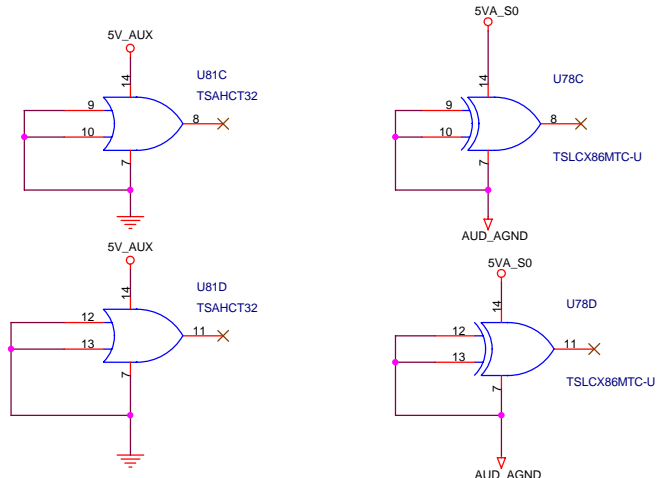 5V_AUX
14
U81C
TSAHCT32
9
10
8
7
5VA_S0
14
U78C
9
10
8
7
TSLCX86MTC-U
AUD_AGND
5V_AUX
14
U81D
TSAHCT32
12
13
11
7
5VA_S0
14
U78D
12
13
11
7
TSLCX86MTC-U
AUD_AGND